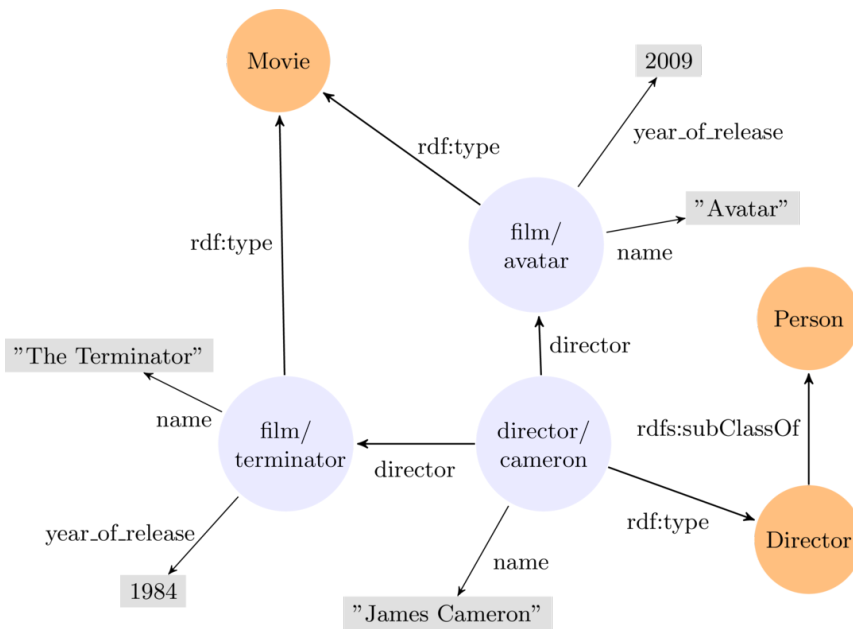 Movie
2009
rdf:type
year_of_release
"Avatar"
film/
avatar
name
rdf:type
Person
director
"The Terminator"
name
film/
terminator
director/
cameron
rdfs:subClassOf
director
rdf:type
Director
year_of_release
name
1984
"James Cameron"